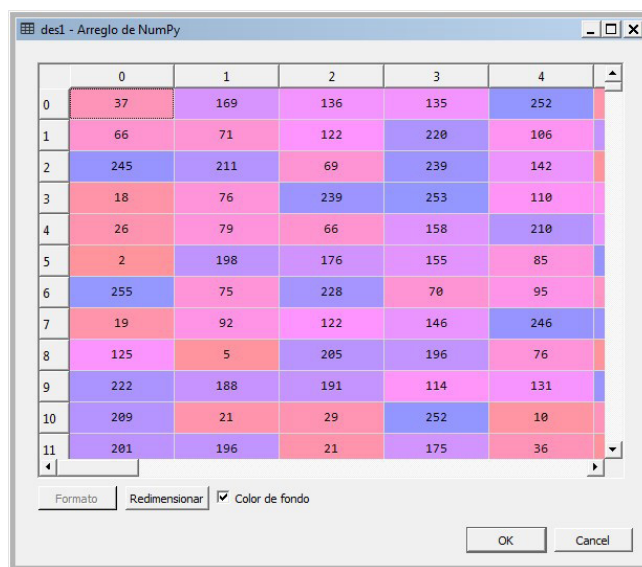 des1 - Arreglo de NumPy
0 1 2 3 4
0 37 169 136 135 252
1 66 71 122 220 106
2 245 211 69 239 142
3 18 76 239 253 110
4 26 79 66 158 210
5 2 198 176 155 85
6 255 75 228 70 95
7 19 92 122 146 246
8 125 5 205 196 76
9 222 188 191 114 131
10 209 21 29 252 10
11 201 196 21 175 36
Formato Redimensionar Color de fondo
OK Cancel